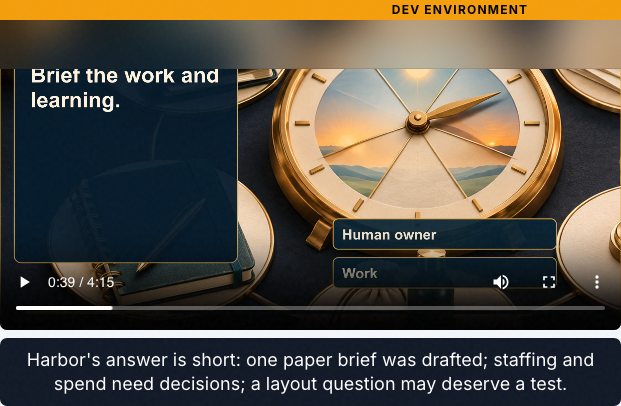 DEV ENVIRONMENT
Brief the work and
learning.
Human owner
Work
0:39 / 4:15
Harbor's answer is short: one paper brief was drafted; staffing and
spend need decisions; a layout question may deserve a test.